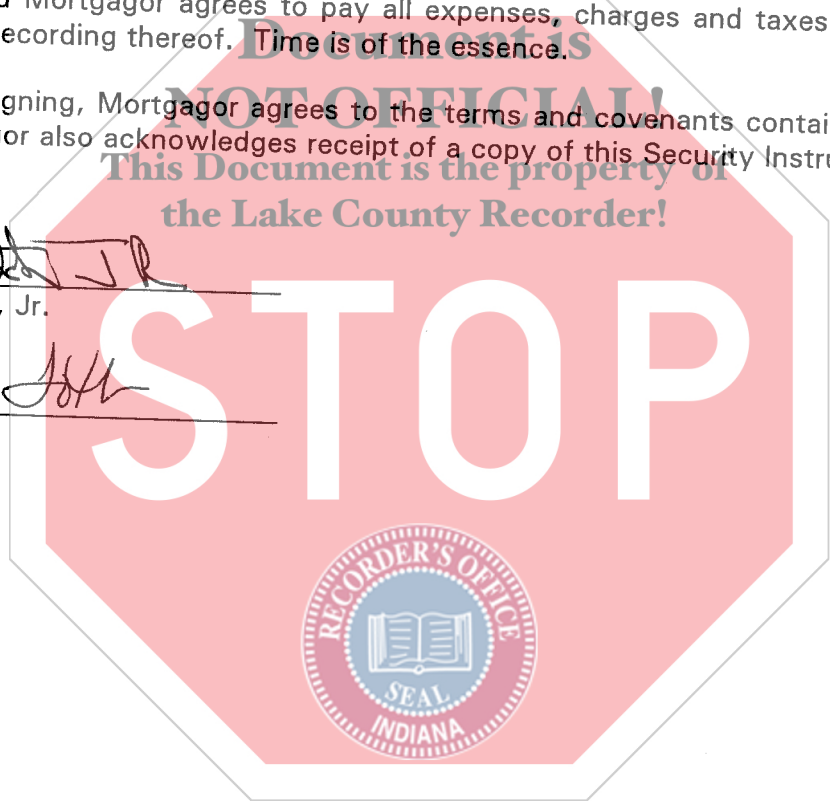 Mortgagor agrees to pay all expenses, charges and taxes
ecording thereof. Time is of the essence.
Document is
NOT OFFICIAL!
gning, Mortgagor agrees to the terms and covenants contai
or also acknowledges receipt of a copy of this Security Instru
This Document is the property of
the Lake County Recorder!
JR
, Jr.
STOP
RECORDER'S OFFICE
SEAL
INDIANA